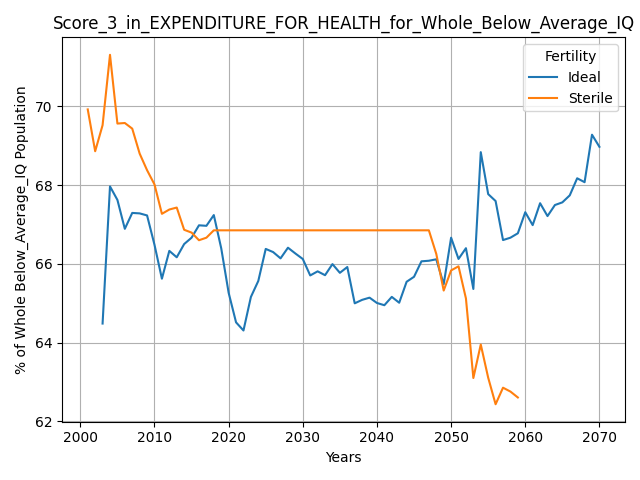 Score_3_in_EXPENDITURE_FOR_HEALTH_for_Whole_Below_Average_IQ
Fertility
Ideal
Sterile
% of Whole Below_Average_IQ Population
70
68
66
64
62
2000 2010 2020 2030 2040 2050 2060 2070
Years